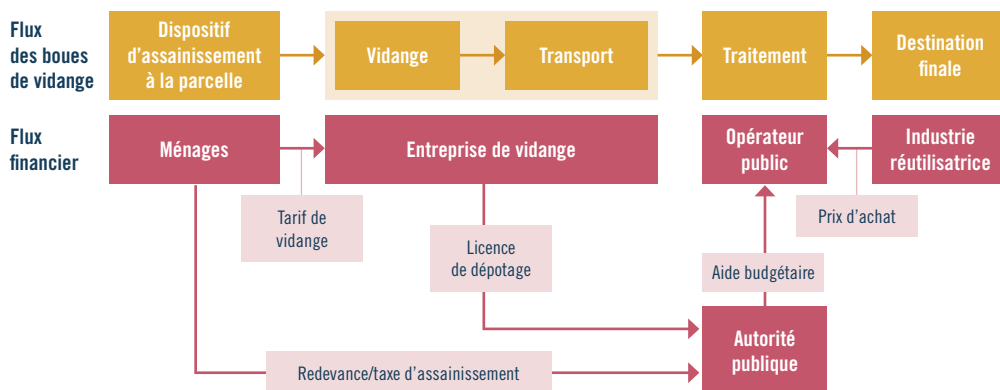 Flux
des boues
de vidange
Dispositif
d'assainissement
à la parcelle
Vidange
Transport
Traitement
Destination
finale
Flux
financier
Ménages
Entreprise de vidange
Opérateur
public
Industrie
réutilisatrice
Tarif de
vidange
Licence
de dépotage
Prix d'achat
Aide budgétaire
Autorité
publique
Redevance/taxe d'assainissement